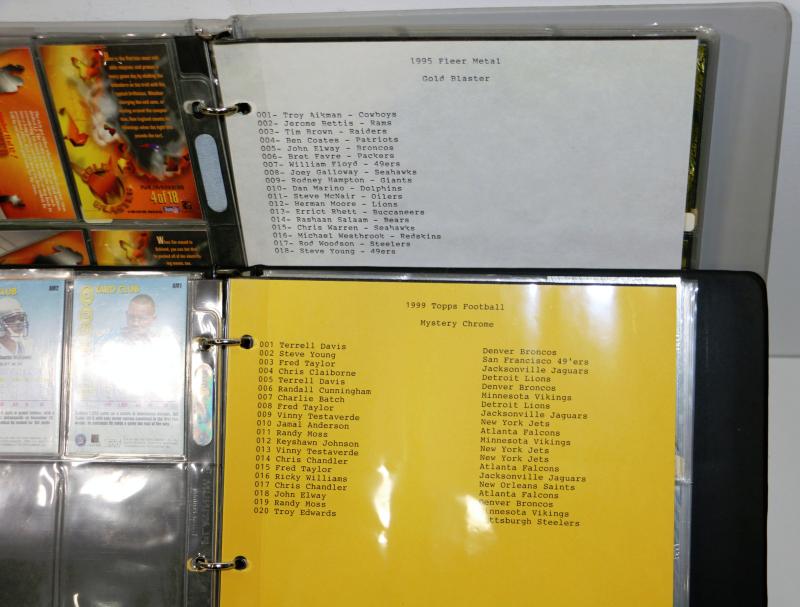 1995 Fleer Metal
Gold Blaster
001- Troy Aikman - Cowboys
002- Jerome Bettis - Rams
003- Tim Brown - Raiders
004- Ben Coates - Patriots
005- John Elway - Broncos
006- Bret Favre - Packers
007- William Floyd - 49ers
008- Joey Galloway - Seahawks
009- Rodney Hampton - Giants
010- Dan Marino - Dolphins
011- Steve McNair - Oilers
012- Herman Moore - Lions
013- Errict Rhett - Buccaneers
014- Rashaan Salaam - Bears
015- Chris Warren - Seahawks
016- Michael Westbrook - Redskins
017- Rod Woodson - Steelers
018- Steve Young - 49ers
4 of 18
1999 Topps Football
Mystery Chrome
001 Terrell Davis Denver Broncos
002 Steve Young San Francisco 49'ers
003 Fred Taylor Jacksonville Jaguars
004 Chris Claiborne Detroit Lions
005 Terrell Davis Denver Broncos
006 Randall Cunningham Minnesota Vikings
007 Charlie Batch Detroit Lions
008 Fred Taylor Jacksonville Jaguars
009 Vinny Testaverde New York Jets
010 Jamal Anderson Atlanta Falcons
011 Randy Moss Minnesota Vikings
012 Keyshawn Johnson New York Jets
013 Vinny Testaverde New York Jets
014 Chris Chandler Atlanta Falcons
015 Fred Taylor Jacksonville Jaguars
016 Ricky Williams New Orleans Saints
017 Chris Chandler Atlanta Falcons
018 John Elway Denver Broncos
019 Randy Moss Minnesota Vikings
020 Troy Edwards Pittsburgh Steelers
CLUB AM2
YARD CLUB AM1